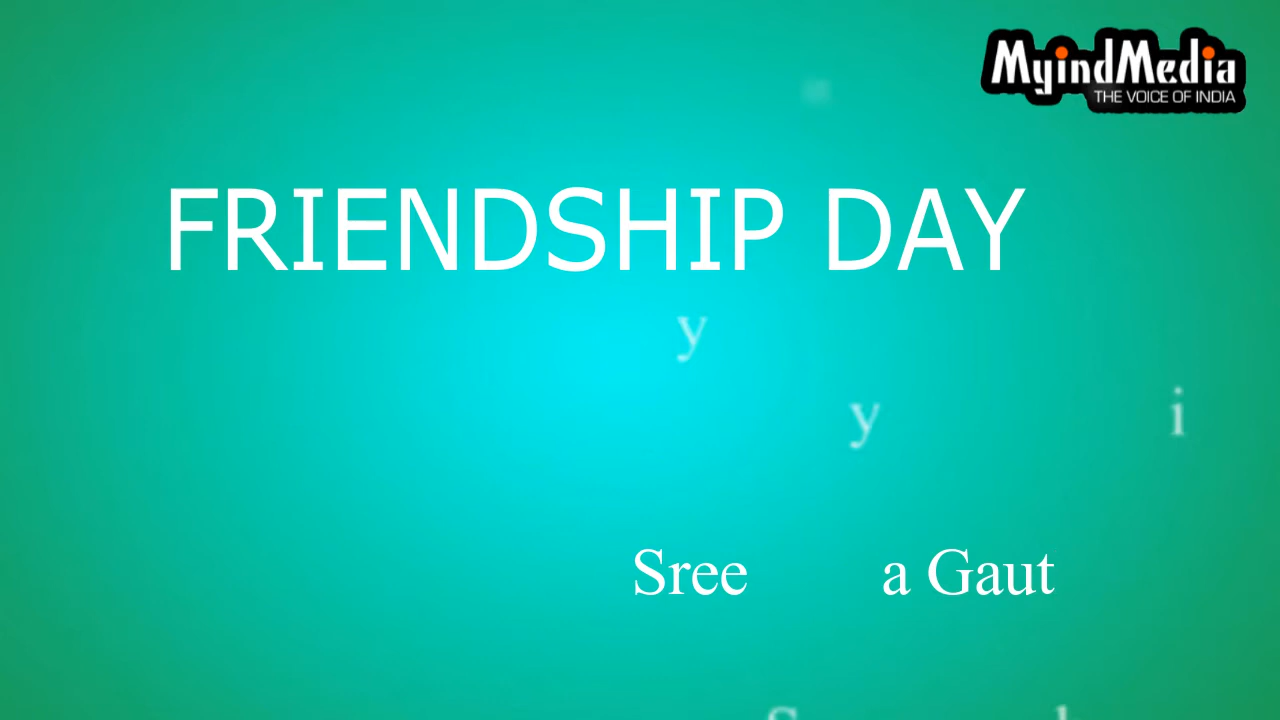 MyindMedia
THE VOICE OF INDIA
FRIENDSHIP DAY
y
y i
Sree a Gaut